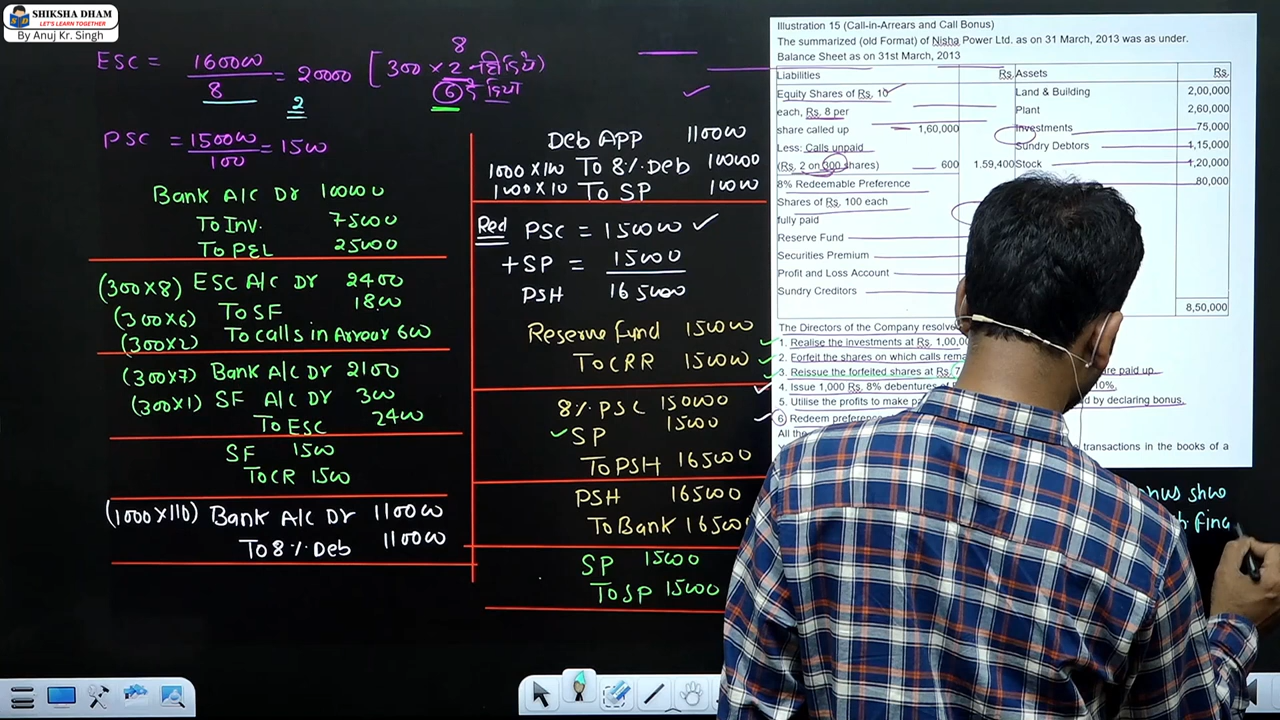 SHIKSHA DHAM
LET'S LEARN TOGETHER
By Anuj Kr. Singh
ESC = 160000/8 = 20000 [300 × 2
8
2
6
PSC = 150000/100 = 1500
Bank A/C Dr 100000
To Inv. 75000
To P&L 25000
(300×8) ESC A/C Dr 2400
(300×6) To SF 1800
(300×2) To calls in Arrear 600
(300×7) Bank A/C Dr 2100
(300×1) SF A/C Dr 300
To ESC 2400
SF 1500
To CR 1500
(1000×110) Bank A/C Dr 110000
To 8% Deb 110000
Deb APP 110000
1000×100 To 8% Deb 100000
1000×10 To SP 10000
Red PSC = 150000
+SP = 15000
PSH 165000
Reserve Fund 150000
To CRR 150000
8% PSC 150000
SP 15000
To PSH 165000
PSH 165000
To Bank 165000
SP 15000
To SP 15000
Illustration 15 (Call-in-Arrears and Call Bonus)
The summarized (old Format) of Nisha Power Ltd. as on 31 March, 2013 was as under.
Balance Sheet as on 31st March, 2013
Liabilities Rs. Assets Rs.
Equity Shares of Rs. 10 Land & Building 2,00,000
each, Rs. 8 per Plant 2,60,000
share called up 1,60,000 Investments 75,000
Less: Calls unpaid Sundry Debtors 1,15,000
(Rs. 2 on 300 shares) 600 1,59,400 Stock 1,20,000
8% Redeemable Preference 80,000
Shares of Rs. 100 each
fully paid
Reserve Fund
Securities Premium
Profit and Loss Account
Sundry Creditors
8,50,000
The Directors of the Company resolve
1. Realise the investments at Rs. 1,00,00
2. Forfeit the shares on which calls rema
3. Reissue the forfeited shares at Rs. 7 re paid up
4. Issue 1,000 Rs. 8% debentures of 10%.
5. Utilise the profits to make pa d by declaring bonus.
6 Redeem preference
All the
transactions in the books of a
nus sho
fina